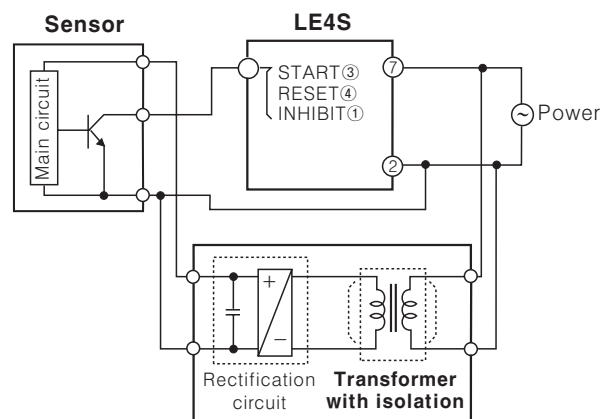 Sensor
LE4S
Main circuit
START③
RESET④
INHIBIT①
7
2
~
Power
+
−
Rectification
circuit
Transformer
with isolation